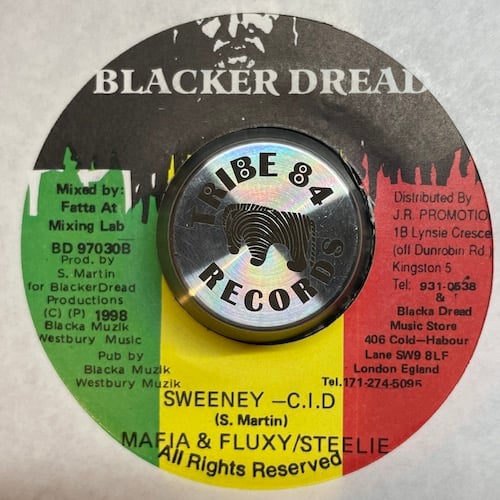 BLACKER DREAD
Mixed by:
Fatta At
Mixing Lab
BD 97030B
Prod. by
S. Martin
for BlackerDread
Productions
(C) (P) 1998
Blacka Muzik
Westbury Music
Pub by
Blacka Muzik
Westbury Muzik
TRIBE 84
RECORDS
Distributed By
J.R. PROMOTIO
1B Lynsie Cresce
(off Dunrobin Rd
Kingston 5
Tel: 931-0538
&
Blacka Dread
Music Store
406 Cold-Habour
Lane SW9 8LF
London Egland
Tel.171-274-5095
SWEENEY —C.I.D
(S. Martin)
MAFIA & FLUXY/STEELIE
All Rights Reserved